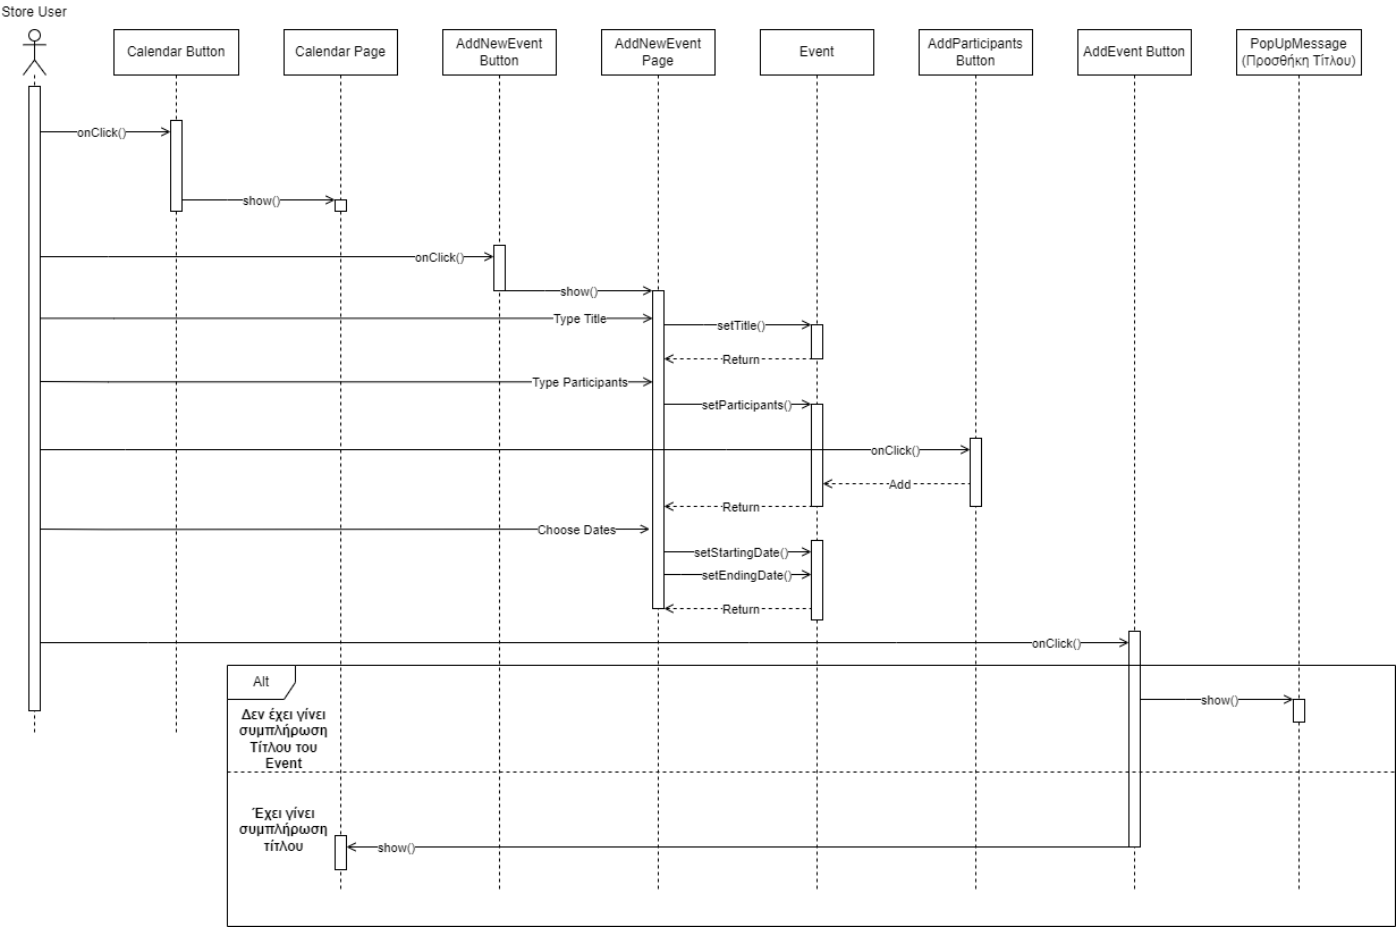 Store User
Calendar Button
Calendar Page
AddNewEvent
Button
AddNewEvent
Page
Event
AddParticipants
Button
AddEvent Button
PopUpMessage
(Προσθήκη Τίτλου)
onClick()
show()
onClick()
show()
Type Title
setTitle()
Return
Type Participants
setParticipants()
onClick()
Add
Return
Choose Dates
setStartingDate()
setEndingDate()
Return
onClick()
Alt
show()
Δεν έχει γίνει
συμπλήρωση
Τίτλου του
Event
Έχει γίνει
συμπλήρωση
τίτλου
show()